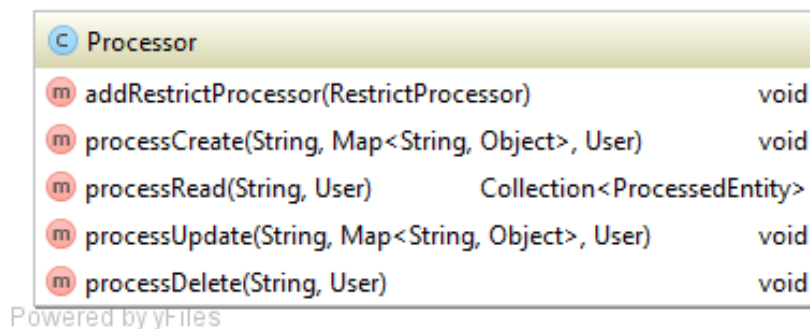 C Processor
m addRestrictProcessor(RestrictProcessor) void
m processCreate(String, Map<String, Object>, User) void
m processRead(String, User) Collection<ProcessedEntity>
m processUpdate(String, Map<String, Object>, User) void
m processDelete(String, User) void
Powered by yFiles